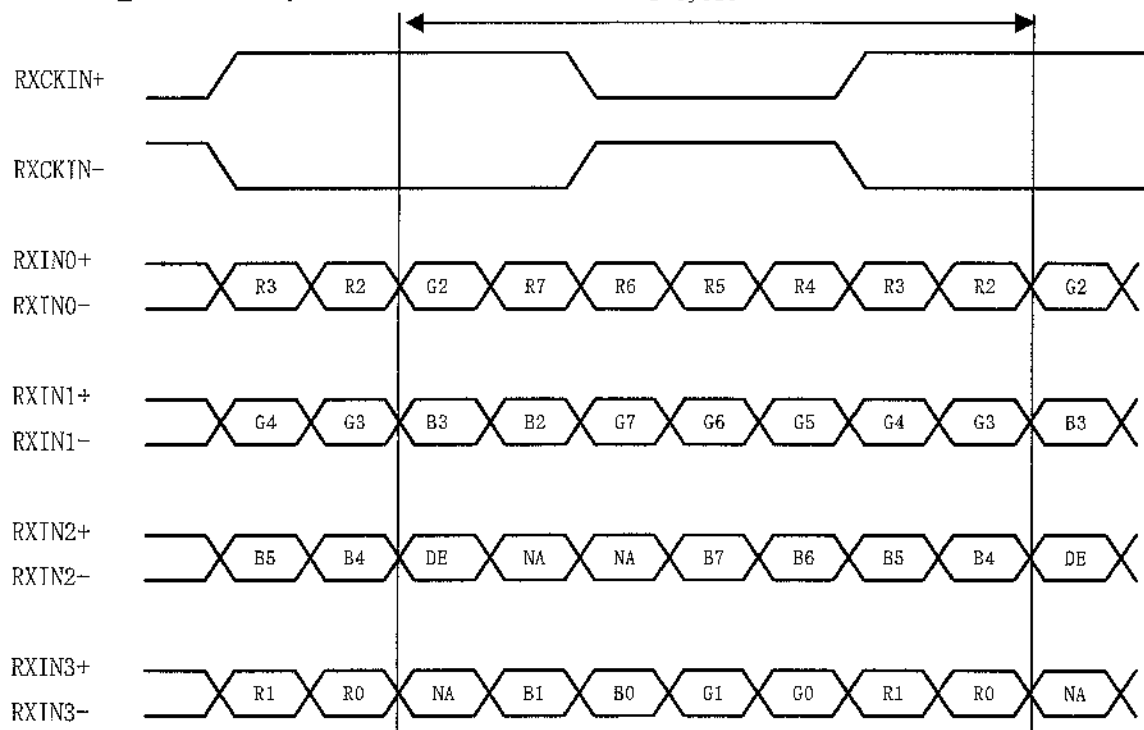 RXCKIN+
RXCKIN-
RXIN0+
R3 R2 G2 R7 R6 R5 R4 R3 R2 G2
RXIN0-
RXIN1+
G4 G3 B3 B2 G7 G6 G5 G4 G3 B3
RXIN1-
RXIN2+
B5 B4 DE NA NA B7 B6 B5 B4 DE
RXIN2-
RXIN3+
R1 R0 NA B1 B0 G1 G0 R1 R0 NA
RXIN3-